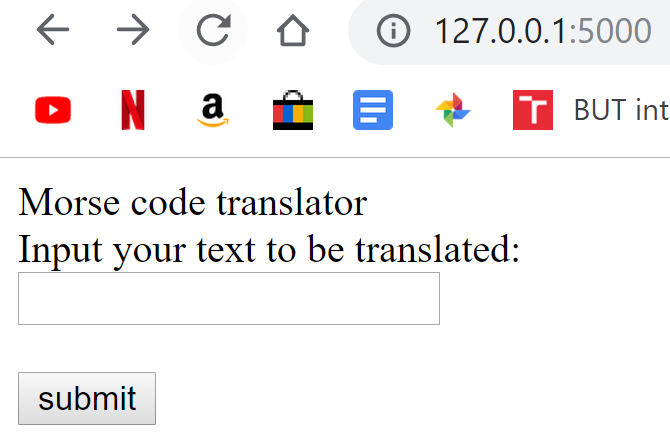 127.0.0.1:5000
N a T BUT int
Morse code translator
Input your text to be translated:
submit